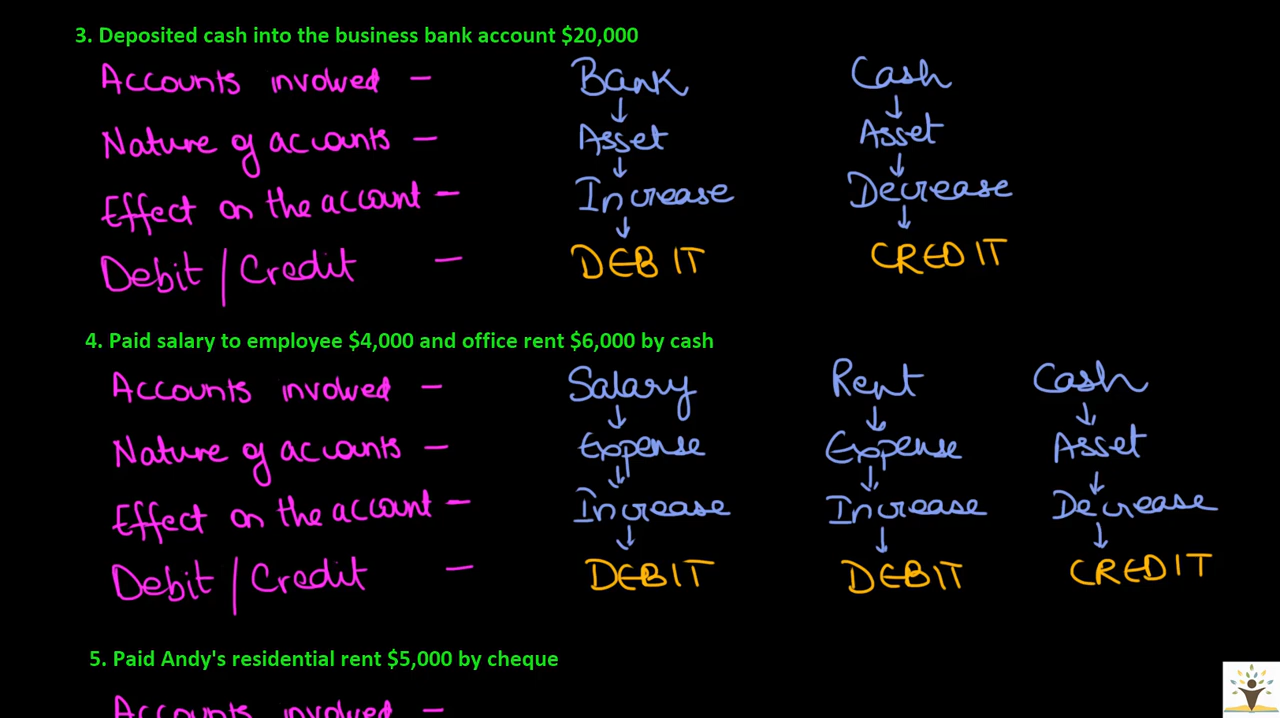 3. Deposited cash into the business bank account $20,000
Accounts involved — Bank Cash
Nature of accounts — Asset Asset
Effect on the account — Increase Decrease
Debit / Credit — DEBIT CREDIT
4. Paid salary to employee $4,000 and office rent $6,000 by cash
Accounts involved — Salary Rent Cash
Nature of accounts — Expense Expense Asset
Effect on the account — Increase Increase Decrease
Debit / Credit — DEBIT DEBIT CREDIT
5. Paid Andy's residential rent $5,000 by cheque
Accounts involved —